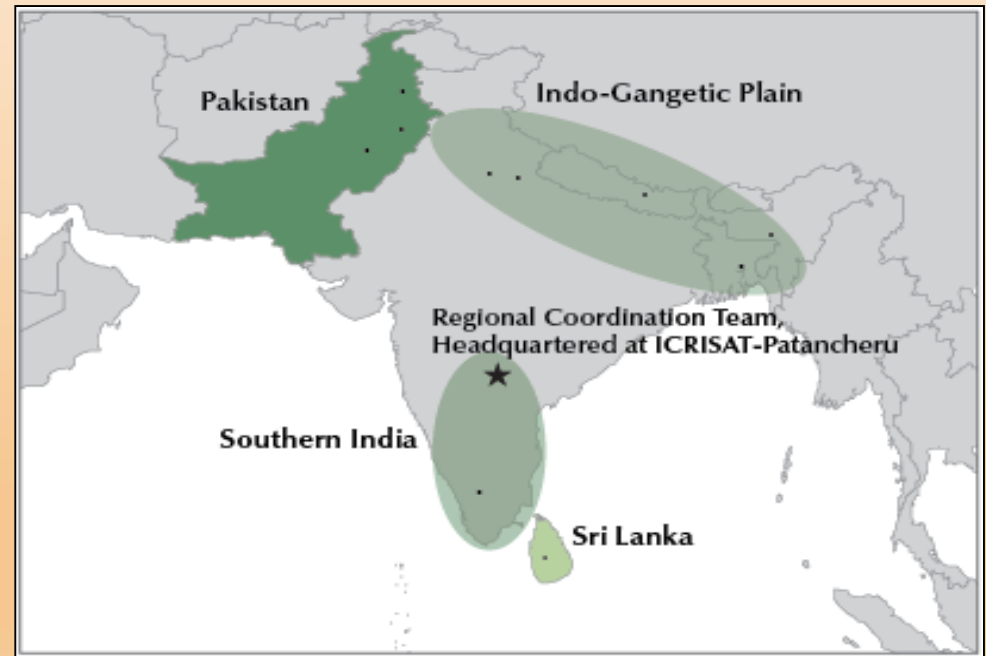 Pakistan
Indo-Gangetic Plain
Regional Coordination Team,
Headquartered at ICRISAT-Patancheru
Southern India
Sri Lanka